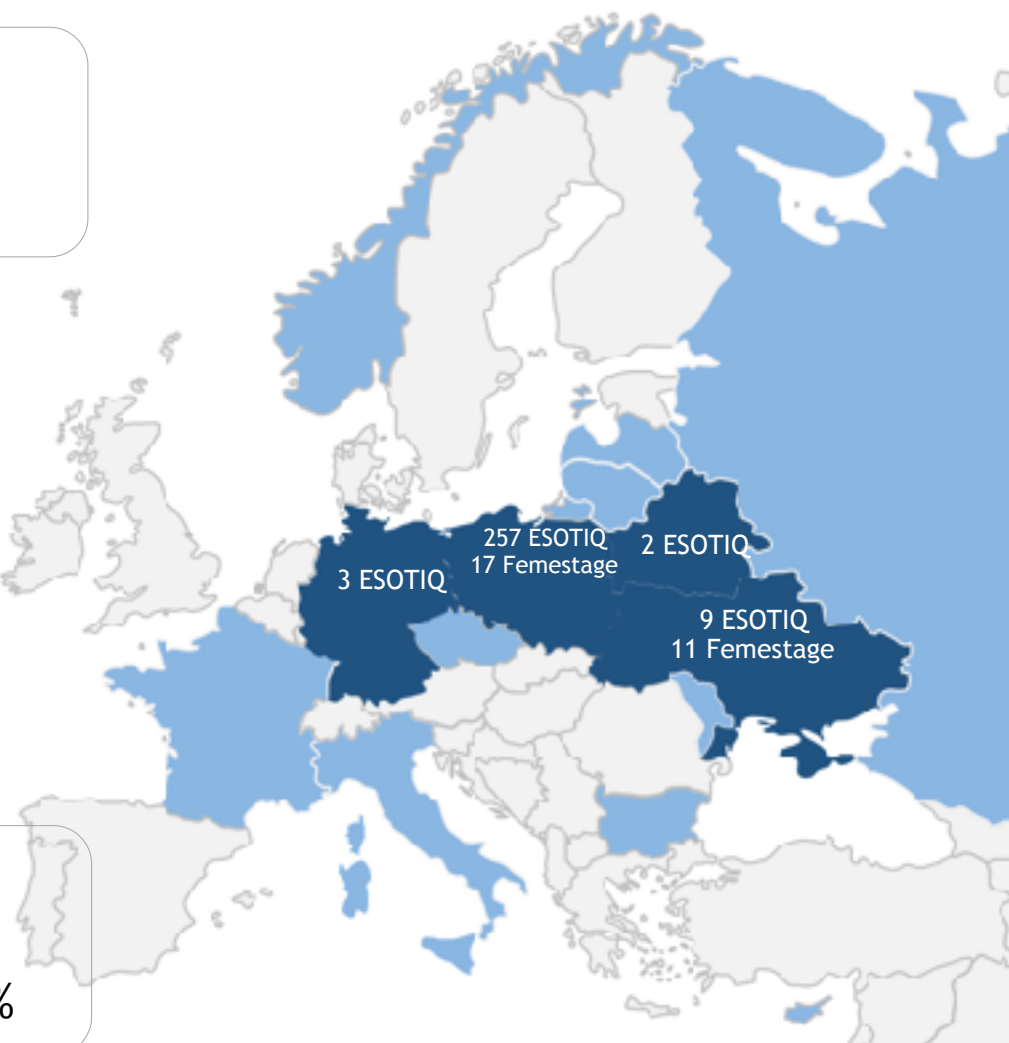 257 ESOTIQ
17 Femestage
2 ESOTIQ
3 ESOTIQ
9 ESOTIQ
11 Femestage
%